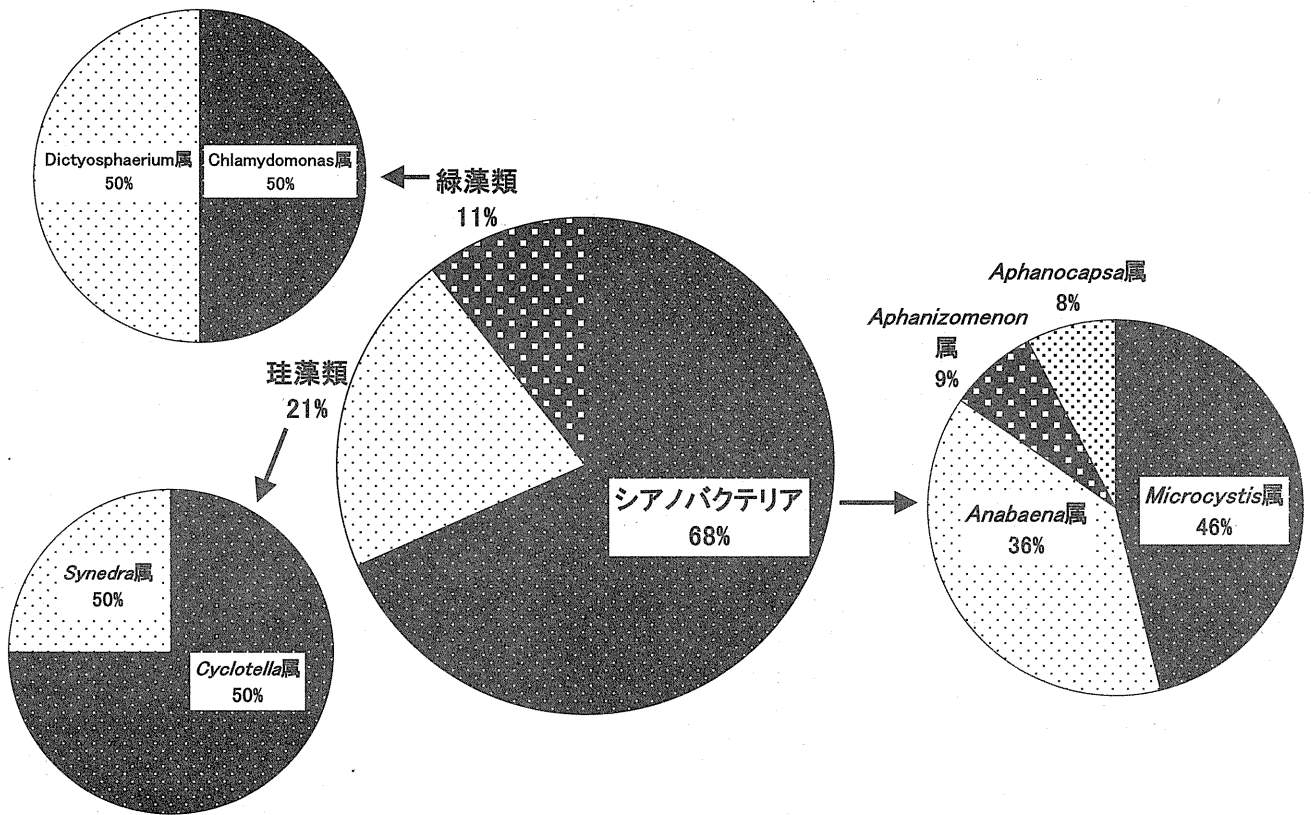 Dictyosphaerium属
50%
Chlamydomonas属
50%
緑藻類
11%
珪藻類
21%
Synedra属
50%
Cyclotella属
50%
シアノバクテリア
68%
Aphanocapsa属
8%
Aphanizomenon
属
9%
Anabaena属
36%
Microcystis属
46%